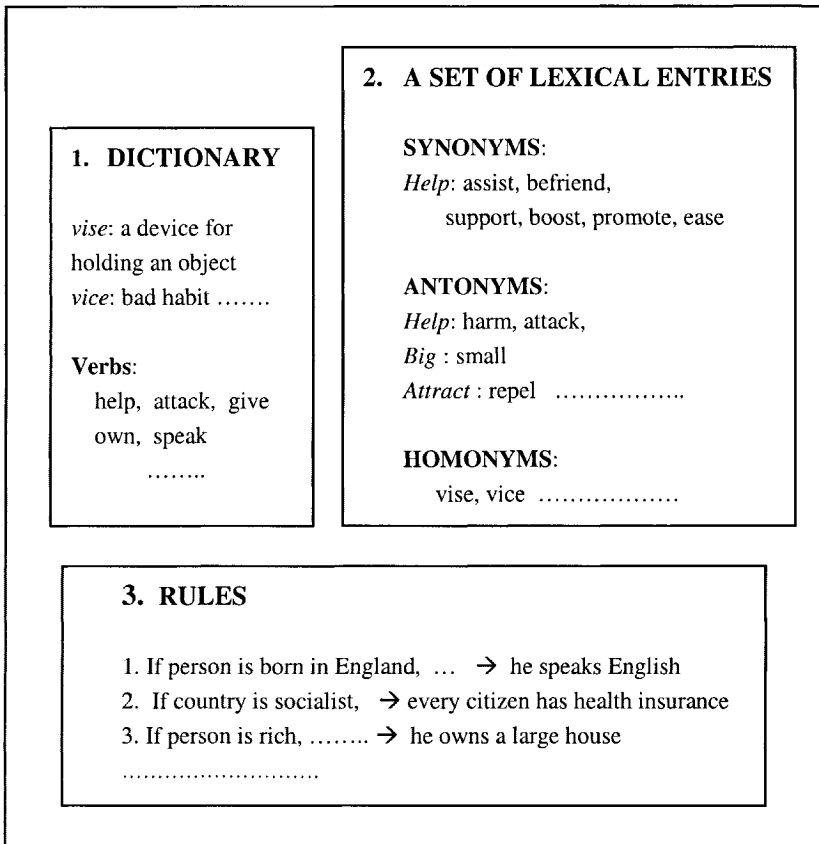 1. DICTIONARY
vise: a device for
holding an object
vice: bad habit .......
Verbs:
help, attack, give
own, speak
........
2. A SET OF LEXICAL ENTRIES
SYNONYMS:
Help: assist, befriend,
support, boost, promote, ease
ANTONYMS:
Help: harm, attack,
Big : small
Attract : repel .................
HOMONYMS:
vise, vice ..................
3. RULES
1. If person is born in England, ... → he speaks English
2. If country is socialist, → every citizen has health insurance
3. If person is rich, ........ → he owns a large house
............................